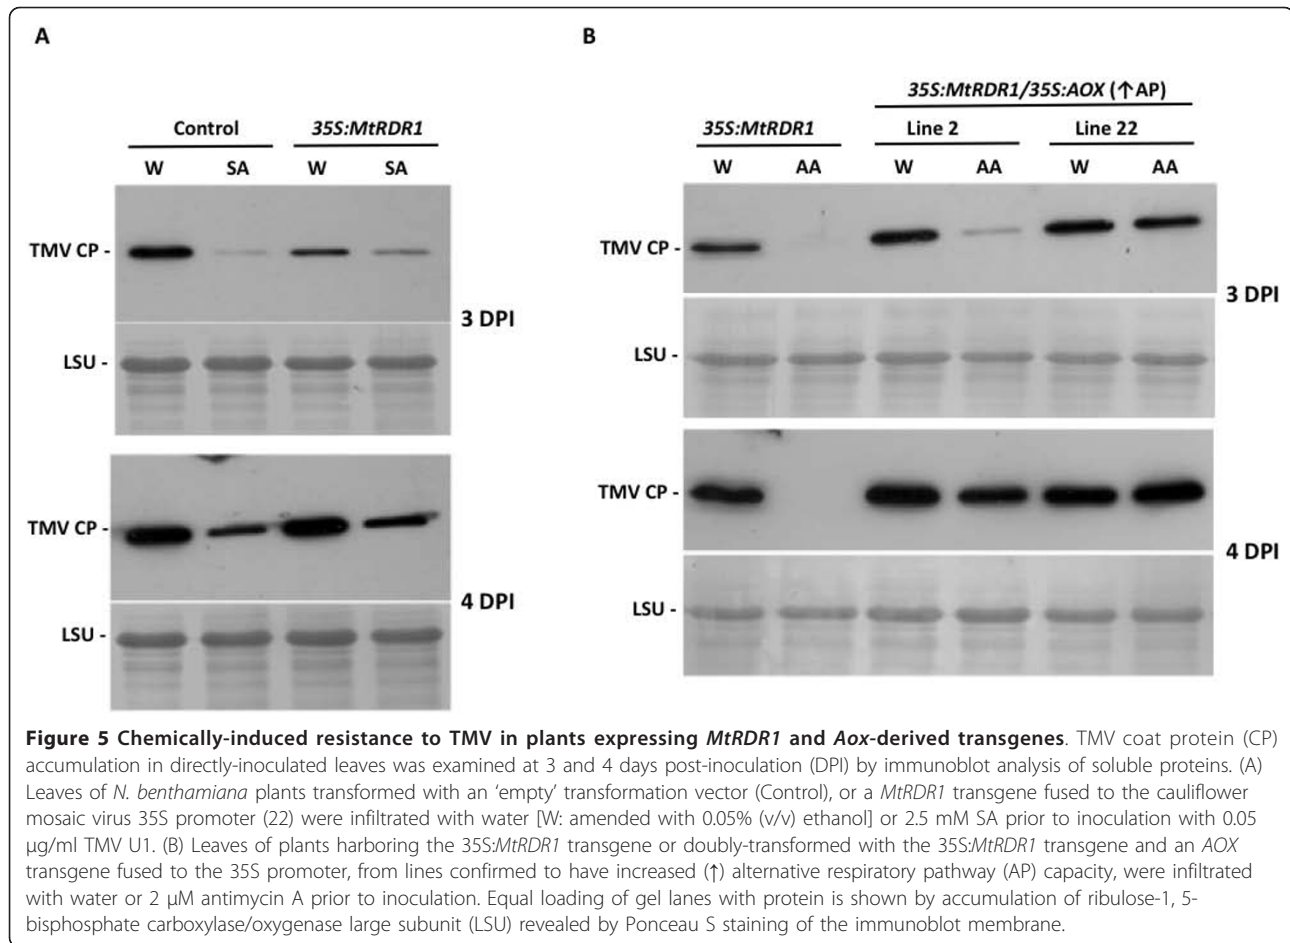 A
B
35S:MtRDR1/35S:AOX (↑AP)
Control 35S:MtRDR1
35S:MtRDR1 Line 2 Line 22
W SA W SA
W AA W AA W AA
TMV CP -
TMV CP -
3 DPI
3 DPI
LSU -
LSU -
TMV CP -
TMV CP -
4 DPI
4 DPI
LSU -
LSU -
Figure 5 Chemically-induced resistance to TMV in plants expressing MtRDR1 and Aox-derived transgenes. TMV coat protein (CP)
accumulation in directly-inoculated leaves was examined at 3 and 4 days post-inoculation (DPI) by immunoblot analysis of soluble proteins. (A)
Leaves of N. benthamiana plants transformed with an 'empty' transformation vector (Control), or a MtRDR1 transgene fused to the cauliflower
mosaic virus 35S promoter (22) were infiltrated with water [W: amended with 0.05% (v/v) ethanol] or 2.5 mM SA prior to inoculation with 0.05
μg/ml TMV U1. (B) Leaves of plants harboring the 35S:MtRDR1 transgene or doubly-transformed with the 35S:MtRDR1 transgene and an AOX
transgene fused to the 35S promoter, from lines confirmed to have increased (↑) alternative respiratory pathway (AP) capacity, were infiltrated
with water or 2 μM antimycin A prior to inoculation. Equal loading of gel lanes with protein is shown by accumulation of ribulose-1, 5-
bisphosphate carboxylase/oxygenase large subunit (LSU) revealed by Ponceau S staining of the immunoblot membrane.